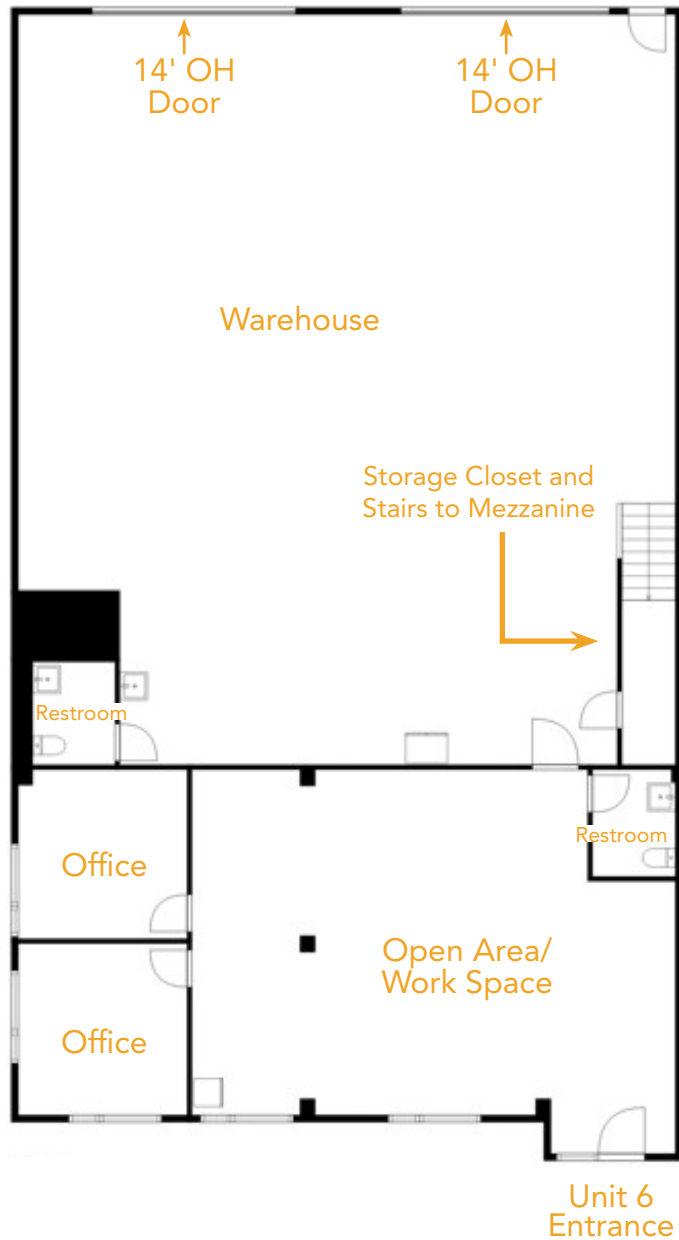 14' OH
Door
14' OH
Door
Warehouse
Storage Closet and
Stairs to Mezzanine
Restroom
Restroom
Office
Open Area/
Work Space
Office
Unit 6
Entrance